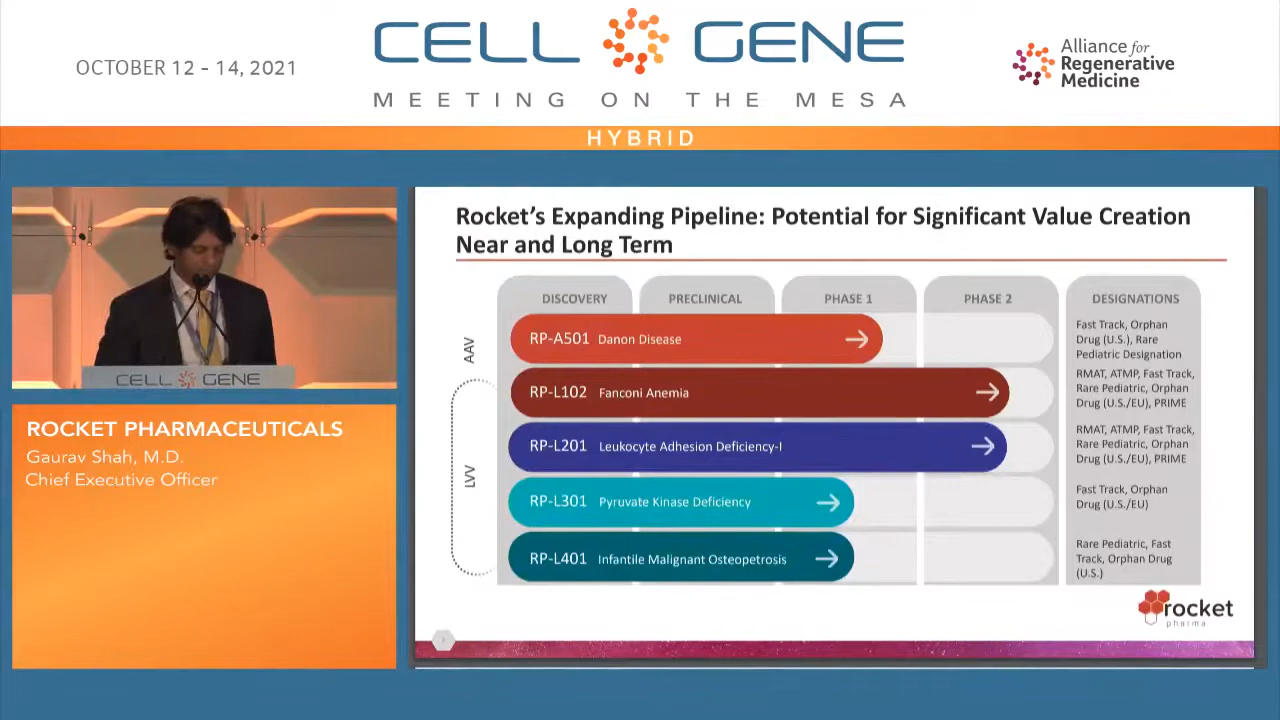 OCTOBER 12 - 14, 2021
CELL GENE
MEETING ON THE MESA
Alliance for
Regenerative
Medicine
HYBRID
CELL GENE
ROCKET PHARMACEUTICALS
Gaurav Shah, M.D.
Chief Executive Officer
Rocket's Expanding Pipeline: Potential for Significant Value Creation
Near and Long Term
DISCOVERY
PRECLINICAL
PHASE 1
PHASE 2
DESIGNATIONS
AAV
RP-A501 Danon Disease
Fast Track, Orphan
Drug (U.S.), Rare
Pediatric Designation
LVV
RP-L102 Fanconi Anemia
RMAT, ATMP, Fast Track,
Rare Pediatric, Orphan
Drug (U.S./EU), PRIME
RP-L201 Leukocyte Adhesion Deficiency-I
RMAT, ATMP, Fast Track,
Rare Pediatric, Orphan
Drug (U.S./EU), PRIME
RP-L301 Pyruvate Kinase Deficiency
Fast Track, Orphan
Drug (U.S./EU)
RP-L401 Infantile Malignant Osteopetrosis
Rare Pediatric, Fast
Track, Orphan Drug
(U.S.)
rocket
pharma